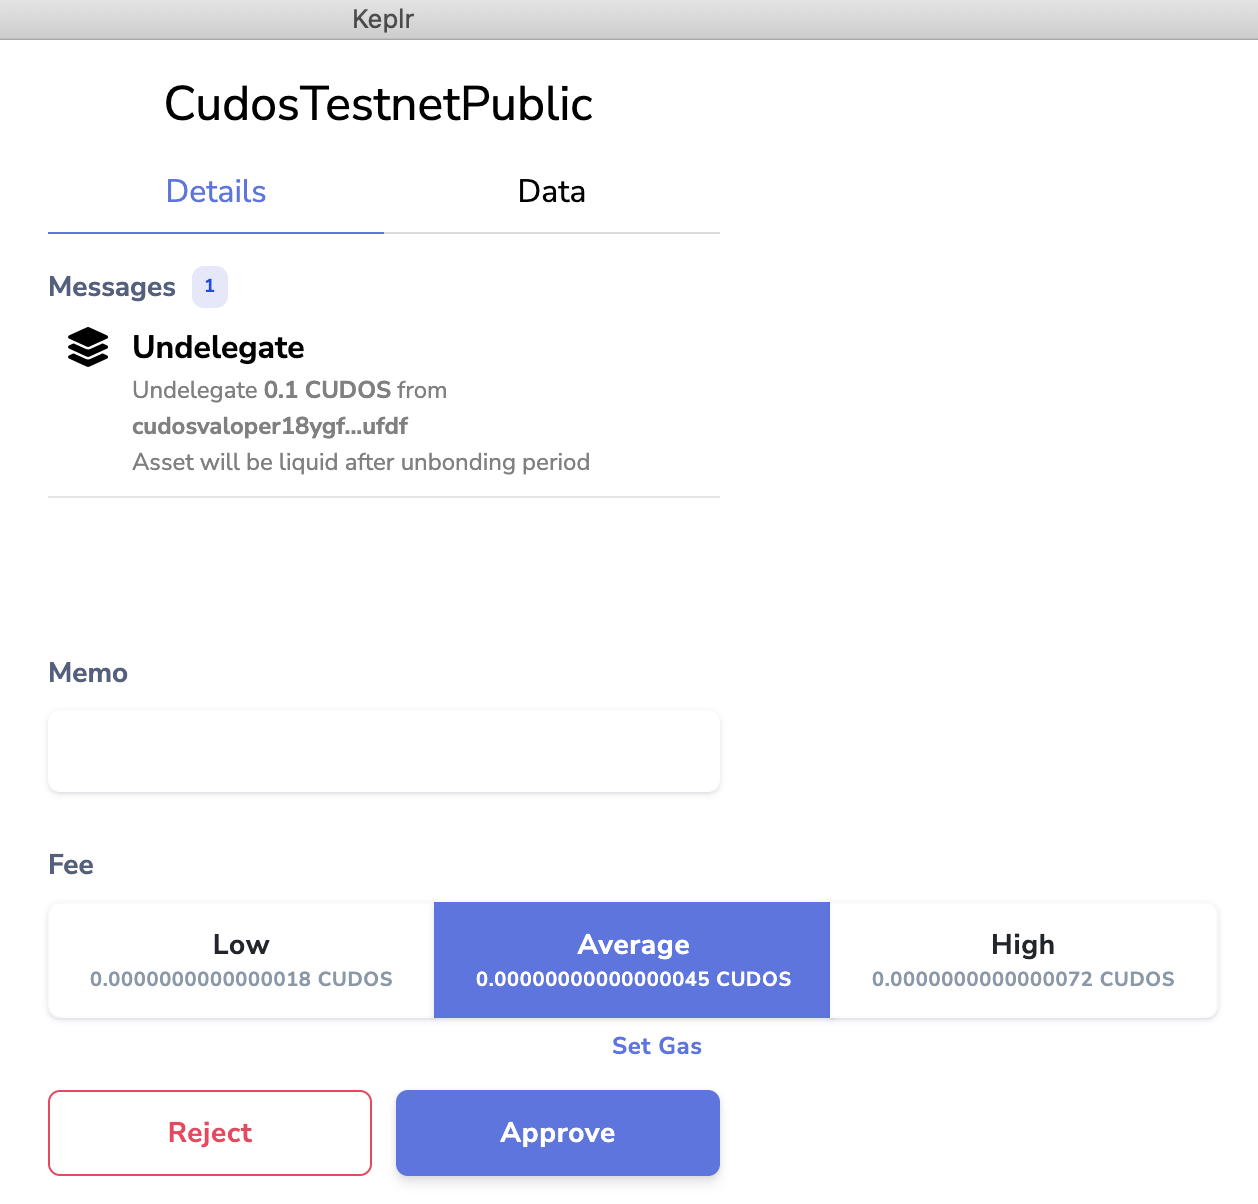 Keplr
CudosTestnetPublic
Details
Data
Messages 1
Undelegate
Undelegate 0.1 CUDOS from
cudosvaloper18ygf...ufdf
Asset will be liquid after unbonding period
Memo
Fee
Low
0.0000000000000018 CUDOS
Average
0.00000000000000045 CUDOS
High
0.0000000000000072 CUDOS
Set Gas
Reject
Approve